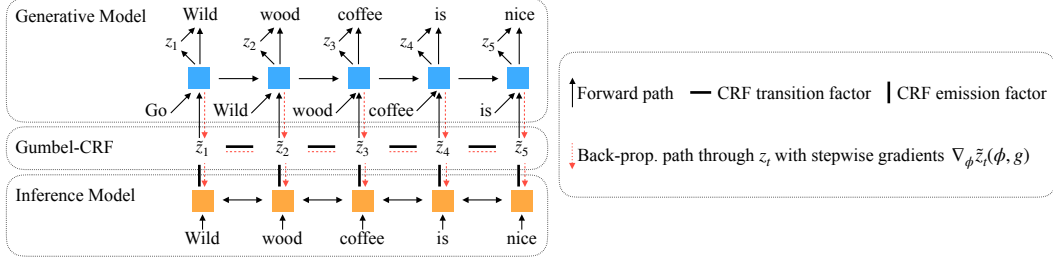 Generative Model
Wild wood coffee is nice
z₁ z₂ z₃ z₄ z₅
Go Wild wood coffee is
Gumbel-CRF
z̃₁ z̃₂ z̃₃ z̃₄ z̃₅
Inference Model
Wild wood coffee is nice
Forward path CRF transition factor CRF emission factor
Back-prop. path through zₜ with stepwise gradients ∇ϕ z̃ₜ(ϕ, g)